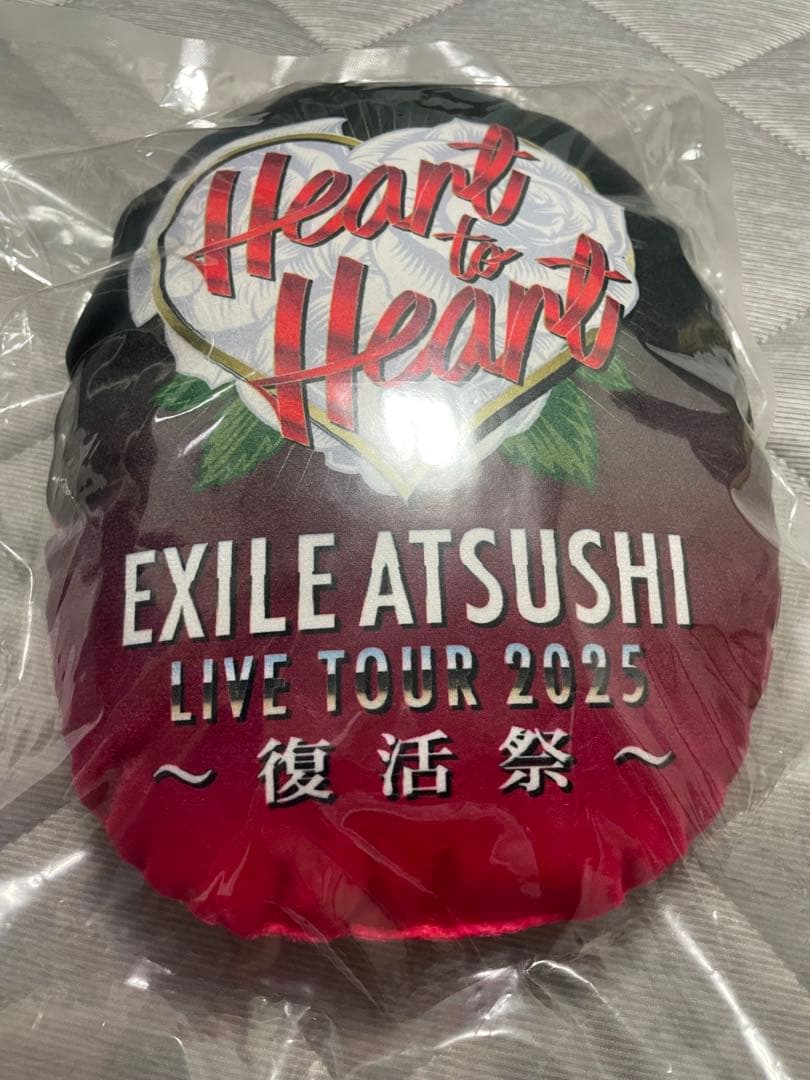 Heart
to
Heart
EXILE ATSUSHI
LIVE TOUR 2025
～復活祭～